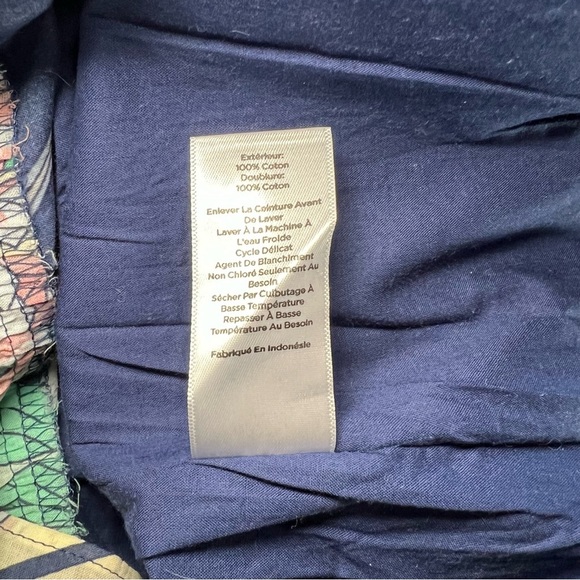 Extérieur:
100% Coton
Doublure:
100% Coton
Enlever La Ceinture Avant
De Laver
Laver À La Machine À
L'eau Froide
Cycle Délicat
Agent De Blanchiment
Non Chloré Seulement Au
Besoin
Sécher Par Culbutage À
Basse Température
Repasser À Basse
Température Au Besoin
Fabriqué En Indonésie